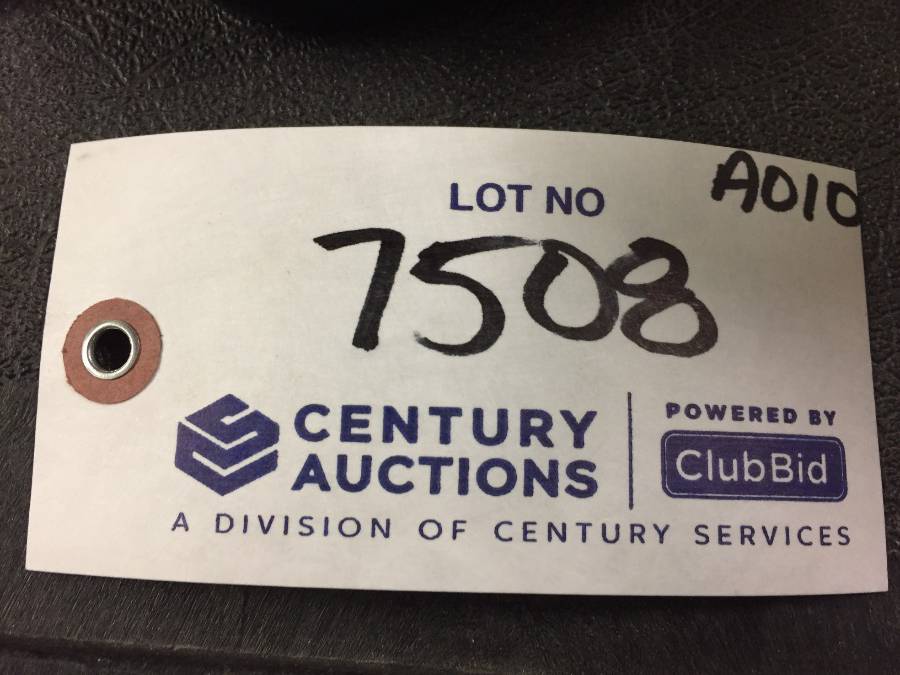 A010
LOT NO
7508
CENTURY AUCTIONS
POWERED BY
ClubBid
A DIVISION OF CENTURY SERVICES